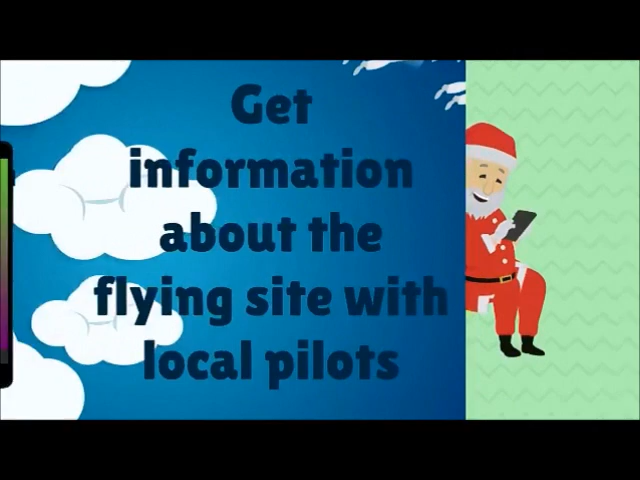 Get
information
about the
flying site with
local pilots